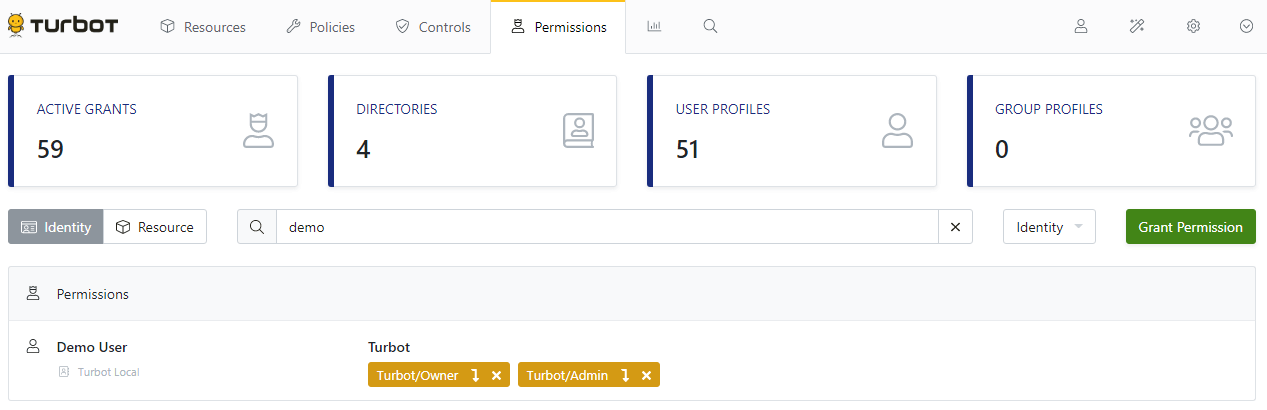 TURBOT Resources Policies Controls Permissions
ACTIVE GRANTS DIRECTORIES USER PROFILES GROUP PROFILES
59 4 51 0
Identity Resource demo Identity Grant Permission
Permissions
Demo User Turbot
Turbot Local Turbot/Owner Turbot/Admin